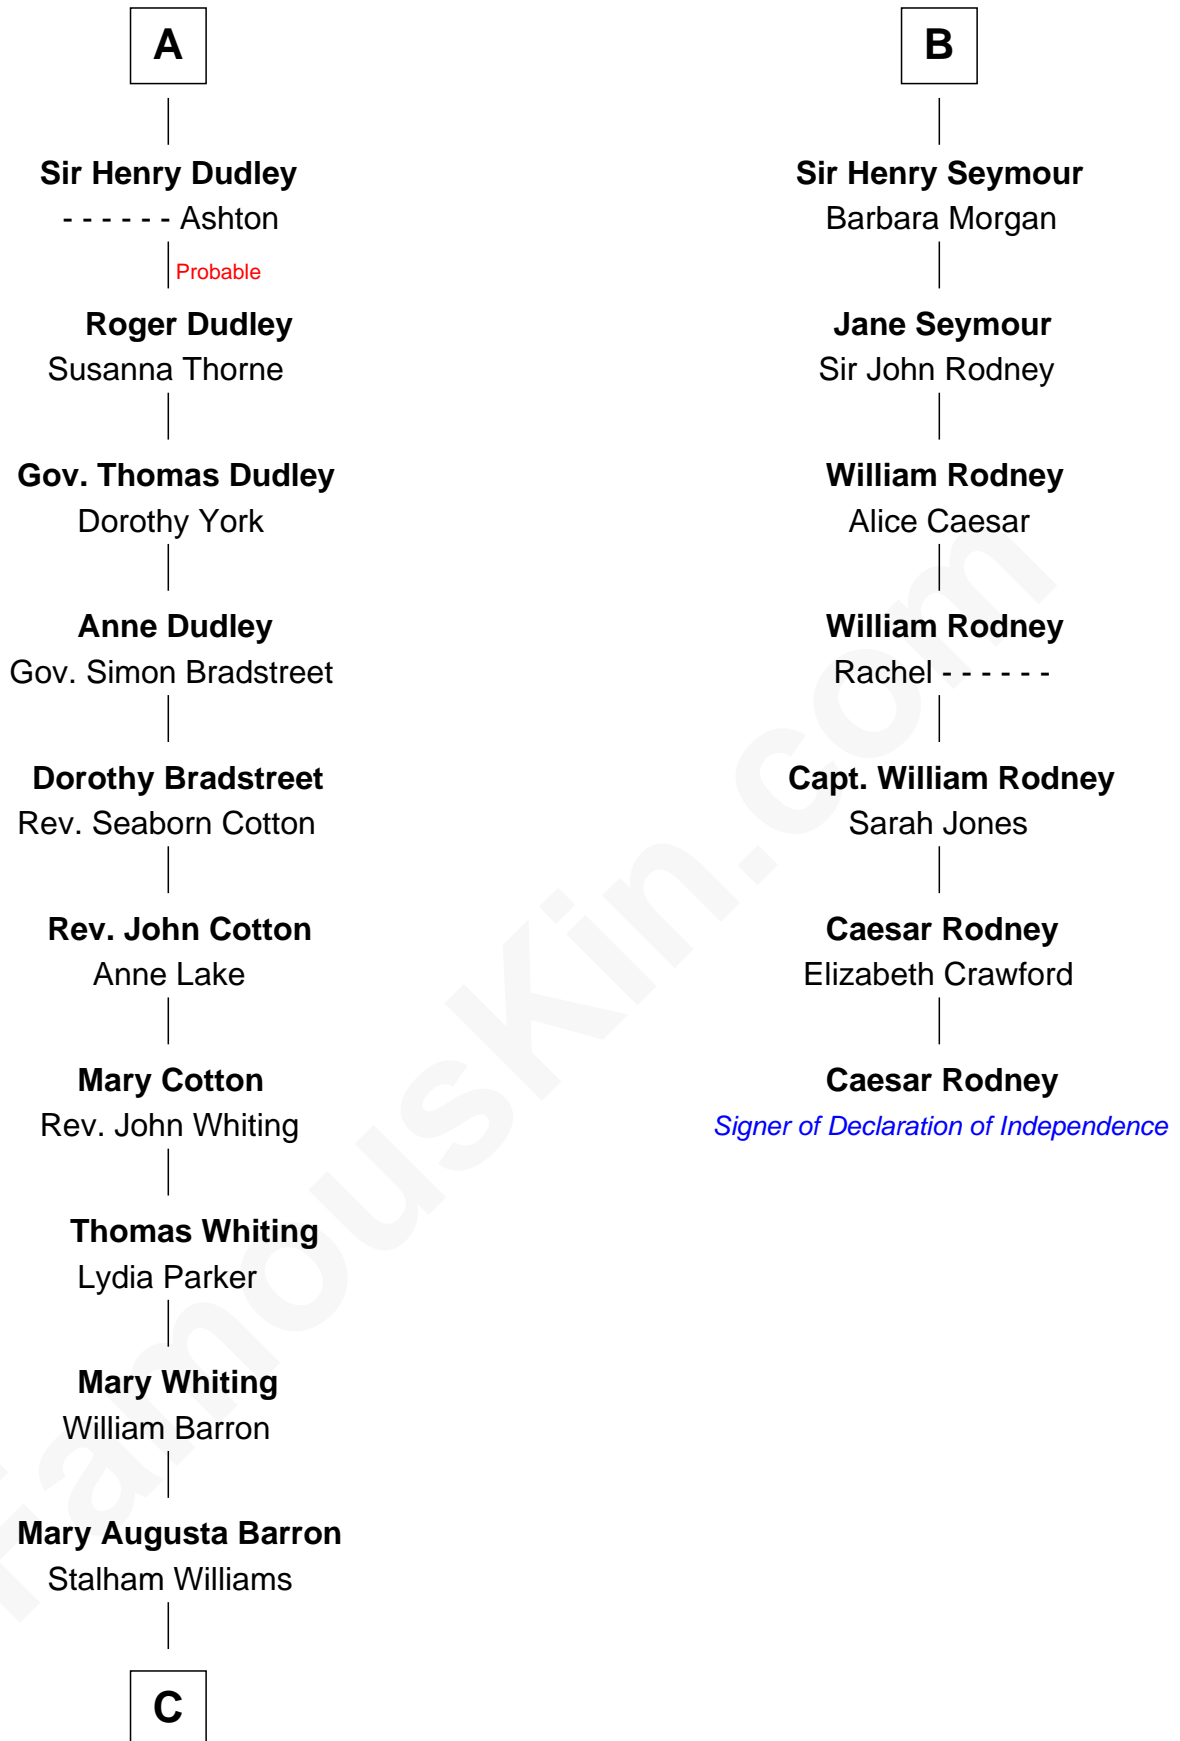 A
Sir Henry Dudley
- - - - - - Ashton
Probable
Roger Dudley
Susanna Thorne
Gov. Thomas Dudley
Dorothy York
Anne Dudley
Gov. Simon Bradstreet
Dorothy Bradstreet
Rev. Seaborn Cotton
Rev. John Cotton
Anne Lake
Mary Cotton
Rev. John Whiting
Thomas Whiting
Lydia Parker
Mary Whiting
William Barron
Mary Augusta Barron
Stalham Williams
C
B
Sir Henry Seymour
Barbara Morgan
Jane Seymour
Sir John Rodney
William Rodney
Alice Caesar
William Rodney
Rachel - - - - - -
Capt. William Rodney
Sarah Jones
Caesar Rodney
Elizabeth Crawford
Caesar Rodney
Signer of Declaration of Independence
FamousKin.com